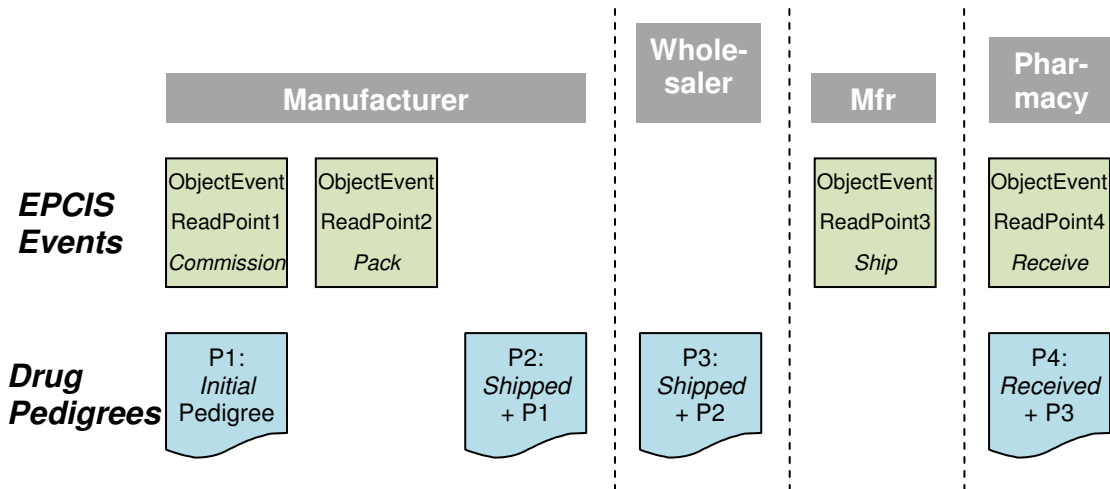 Manufacturer
Whole-
saler
Mfr
Phar-
macy
EPCIS
Events
ObjectEvent
ReadPoint1
Commission
ObjectEvent
ReadPoint2
Pack
ObjectEvent
ReadPoint3
Ship
ObjectEvent
ReadPoint4
Receive
Drug
Pedigrees
P1:
Initial
Pedigree
P2:
Shipped
+ P1
P3:
Shipped
+ P2
P4:
Received
+ P3